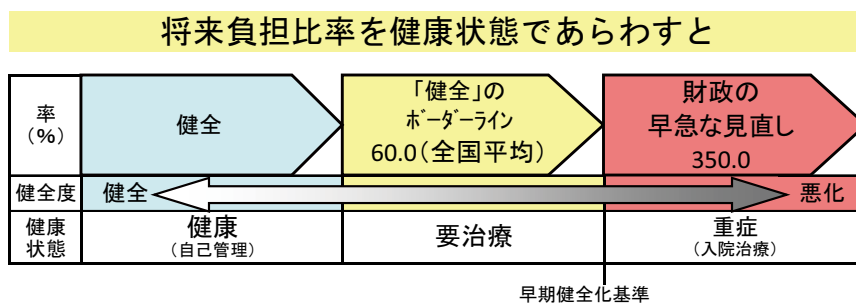 将来負担比率を健康状態であらわすと
率
(%)
健全
「健全」の
ﾎﾞｰﾀﾞｰﾗｲﾝ
60.0(全国平均)
財政の
早急な見直し
350.0
健全度
健全
悪化
健康
状態
健康
(自己管理)
要治療
重症
(入院治療)
早期健全化基準